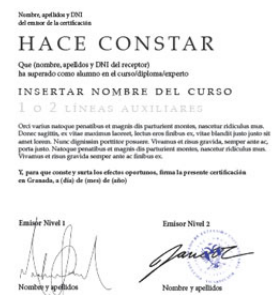 Nombre, apellidos y DNI
del emisor de la certificación
HACE CONSTAR
Que (nombre, apellidos y DNI del receptor)
ha superado como alumno en el curso/diploma/experto
INSERTAR NOMBRE DEL CURSO
1 o 2 LÍNEAS AUXILIARES
Orci varius natoque penatibus et magnis dis parturient montes, nascetur ridiculus mus.
Donec sagittis, ex vitae maximus laoreet, lectus eros finibus ex, vitae blandit justo justo sit
amet lorem. Nunc dignissim porttitor posuere. Vivamus et risus gravida, semper ante ac,
porta justo. Natoque penatibus et magnis dis parturient montes, nascetur ridiculus mus.
Vivamus et risus gravida semper ante ac finibus ex.
Y, para que conste y surta los efectos oportunos, firma la presente certificación
en Granada, a (día) de (mes) de (año)
Emisor Nivel 1
Emisor Nivel 2
Nombre y apellidos
Nombre y apellidos